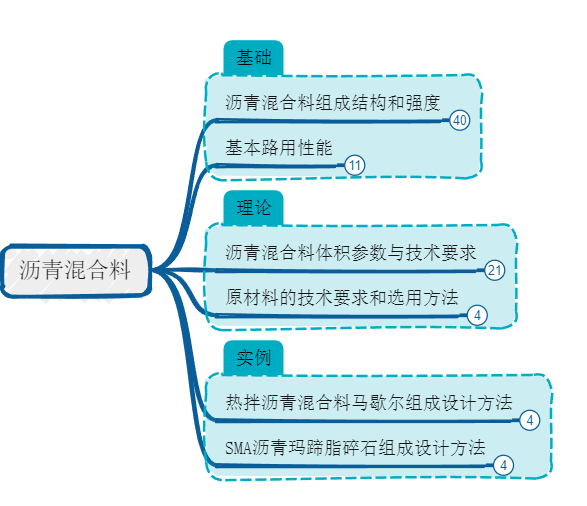 基础
沥青混合料组成结构和强度
40
基本路用性能
11
理论
沥青混合料体积参数与技术要求
21
沥青混合料
原材料的技术要求和选用方法
4
实例
热拌沥青混合料马歇尔组成设计方法
4
SMA沥青玛蹄脂碎石组成设计方法
4